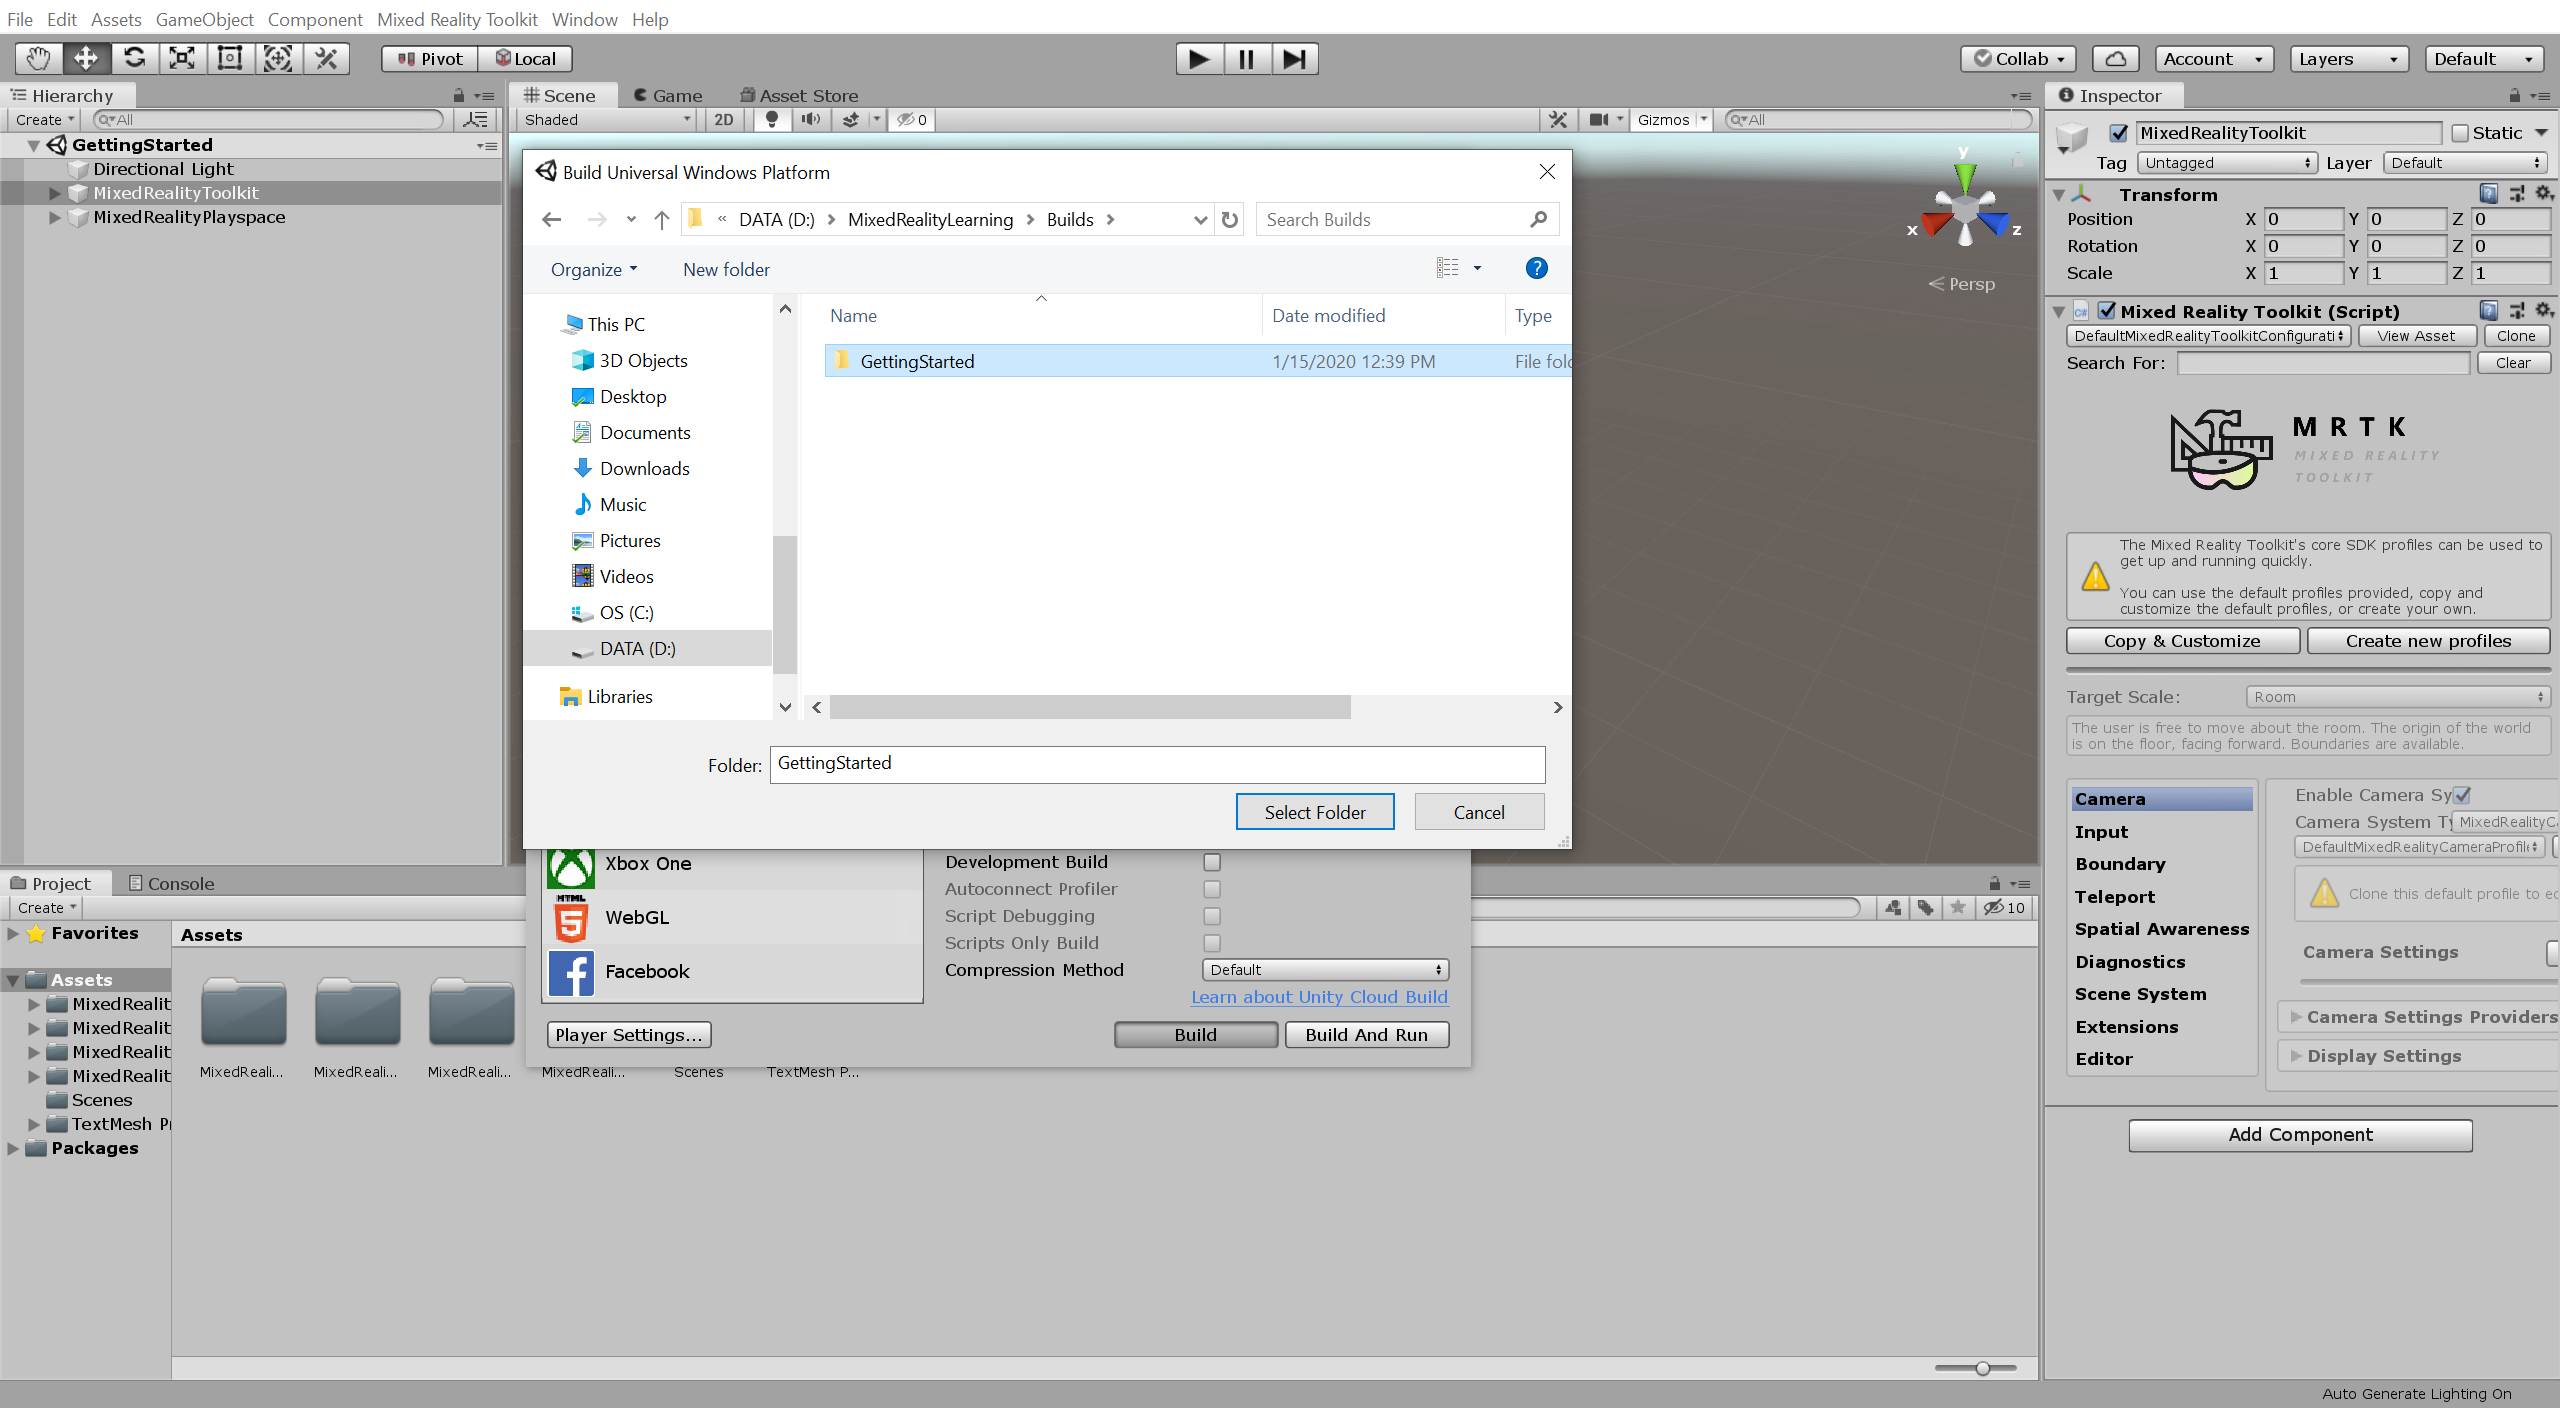 File Edit Assets GameObject Component Mixed Reality Toolkit Window Help
Pivot Local Collab Account Layers Default
Hierarchy
Create All
GettingStarted
Directional Light
MixedRealityToolkit
MixedRealityPlayspace
Scene Game Asset Store
Shaded 2D 0 Gizmos All
y
x
z
Persp
Build Universal Windows Platform
« DATA (D:) MixedRealityLearning Builds
Search Builds
Organize New folder
?
This PC
3D Objects
Desktop
Documents
Downloads
Music
Pictures
Videos
OS (C:)
DATA (D:)
Libraries
Name Date modified Type
GettingStarted 1/15/2020 12:39 PM File fold
Folder: GettingStarted
Select Folder Cancel
Xbox One
HTML
5
WebGL
Facebook
Development Build
Autoconnect Profiler
Script Debugging
Scripts Only Build
Compression Method Default
Learn about Unity Cloud Build
Player Settings... Build Build And Run
Project Console
Create
10
Favorites
Assets
MixedRealit
MixedRealit
MixedRealit
MixedRealit
Scenes
TextMesh P
Packages
Assets
MixedReali... MixedReali... MixedReali... MixedReali... Scenes TextMesh P...
Inspector
MixedRealityToolkit Static
Tag Untagged Layer Default
Transform
Position X 0 Y 0 Z 0
Rotation X 0 Y 0 Z 0
Scale X 1 Y 1 Z 1
Mixed Reality Toolkit (Script)
DefaultMixedRealityToolkitConfigurati View Asset Clone
Search For: Clear
MRTK
MIXED REALITY
TOOLKIT
The Mixed Reality Toolkit's core SDK profiles can be used to
get up and running quickly.
You can use the default profiles provided, copy and
customize the default profiles, or create your own.
Copy & Customize Create new profiles
Target Scale: Room
The user is free to move about the room. The origin of the world
is on the floor, facing forward. Boundaries are available.
Camera
Input
Boundary
Teleport
Spatial Awareness
Diagnostics
Scene System
Extensions
Editor
Enable Camera Sy
Camera System Ty MixedRealityCa
DefaultMixedRealityCameraProfile
Clone this default profile to ed
Camera Settings
Camera Settings Providers
Display Settings
Add Component
Auto Generate Lighting On